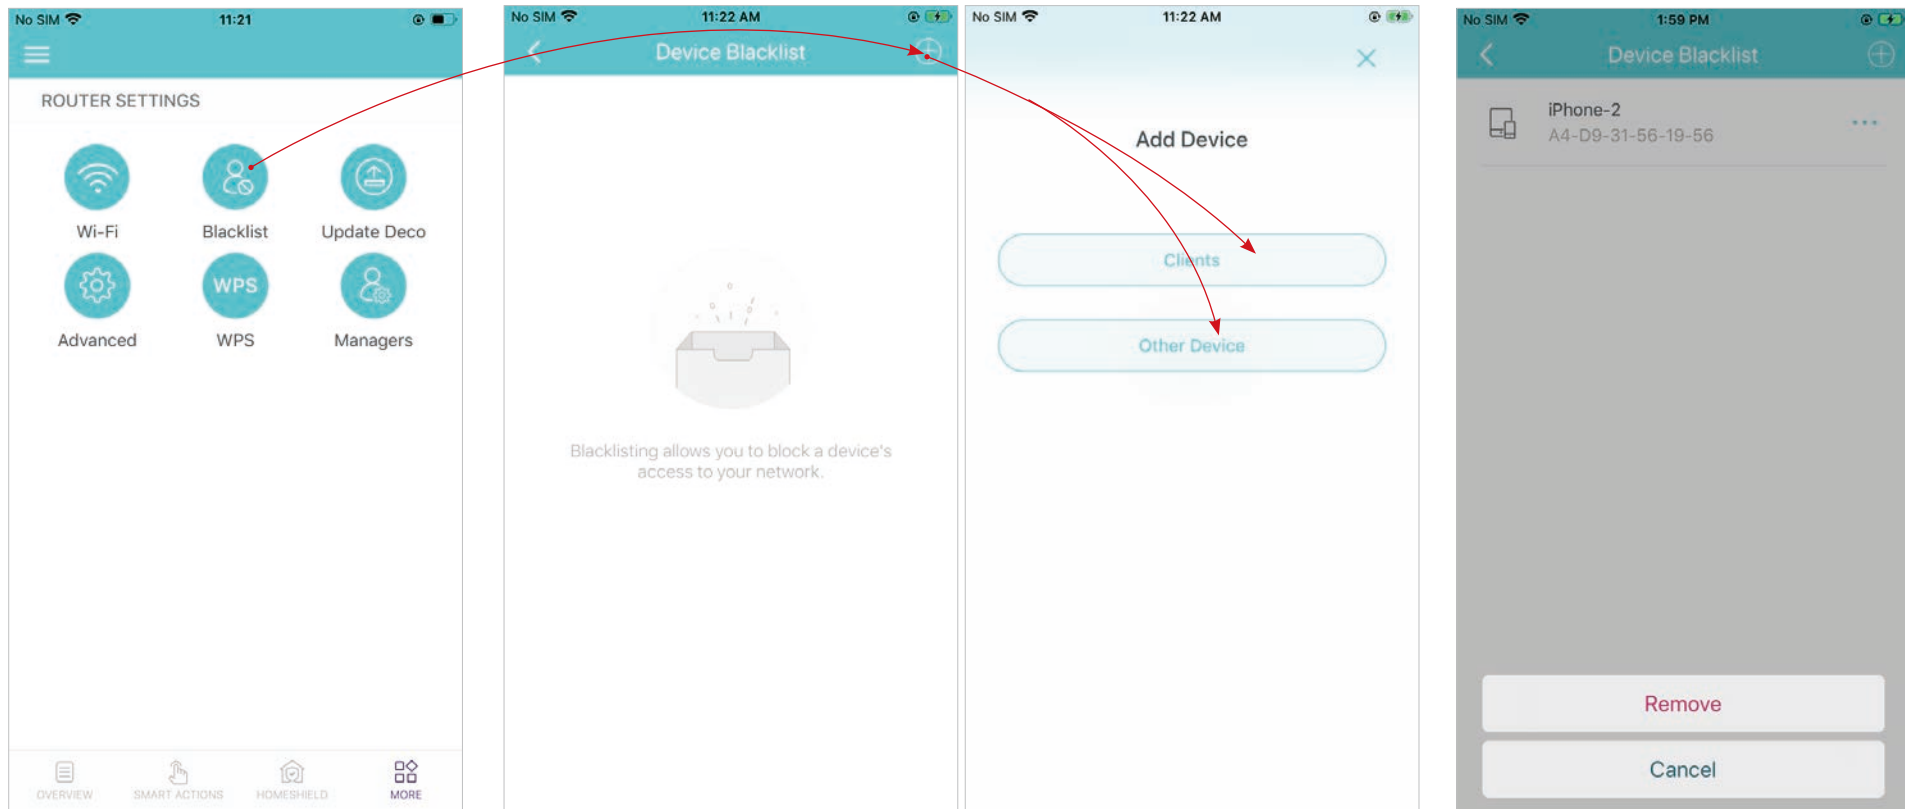 No SIM 11:21
ROUTER SETTINGS
Wi-Fi Blacklist Update Deco
WPS
Advanced WPS Managers
OVERVIEW SMART ACTIONS HOMESHIELD MORE
No SIM 11:22 AM
Device Blacklist
Blacklisting allows you to block a device's
access to your network.
No SIM 11:22 AM
Add Device
Clients
Other Device
No SIM 1:59 PM
Device Blacklist
iPhone-2
A4-D9-31-56-19-56
Remove
Cancel